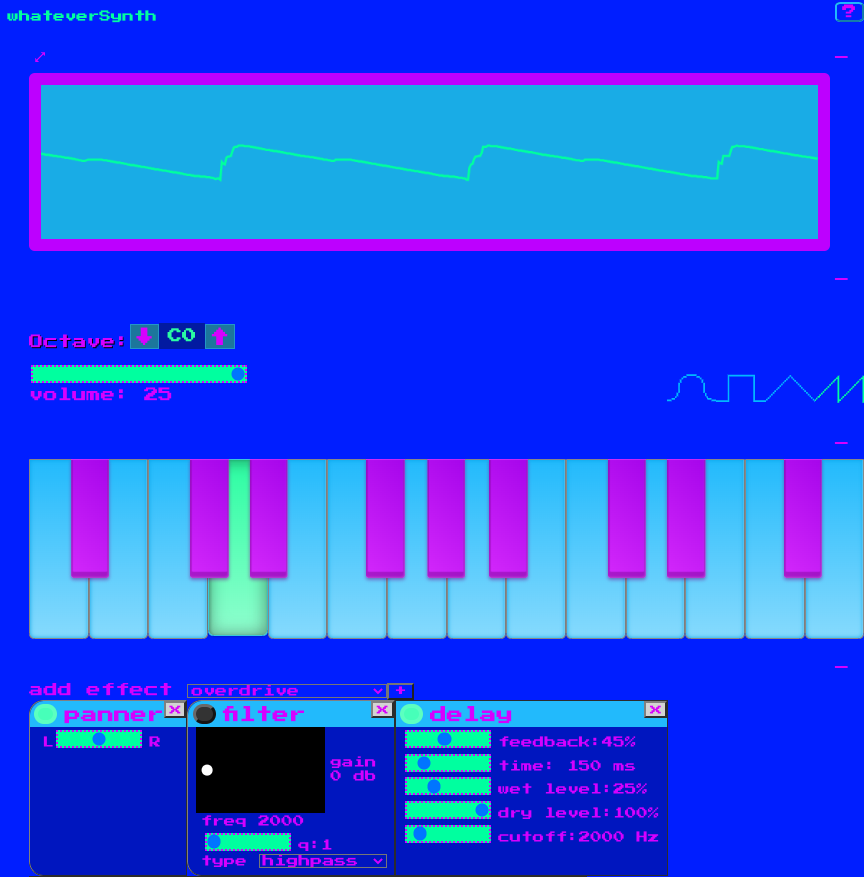 whateverSynth
?
Octave: C0
volume: 25
add effect overdrive +
panner x
L R
filter x
gain
0 db
freq 2000
q:1
type highpass
delay x
feedback:45%
time: 150 ms
wet level:25%
dry level:100%
cutoff:2000 Hz